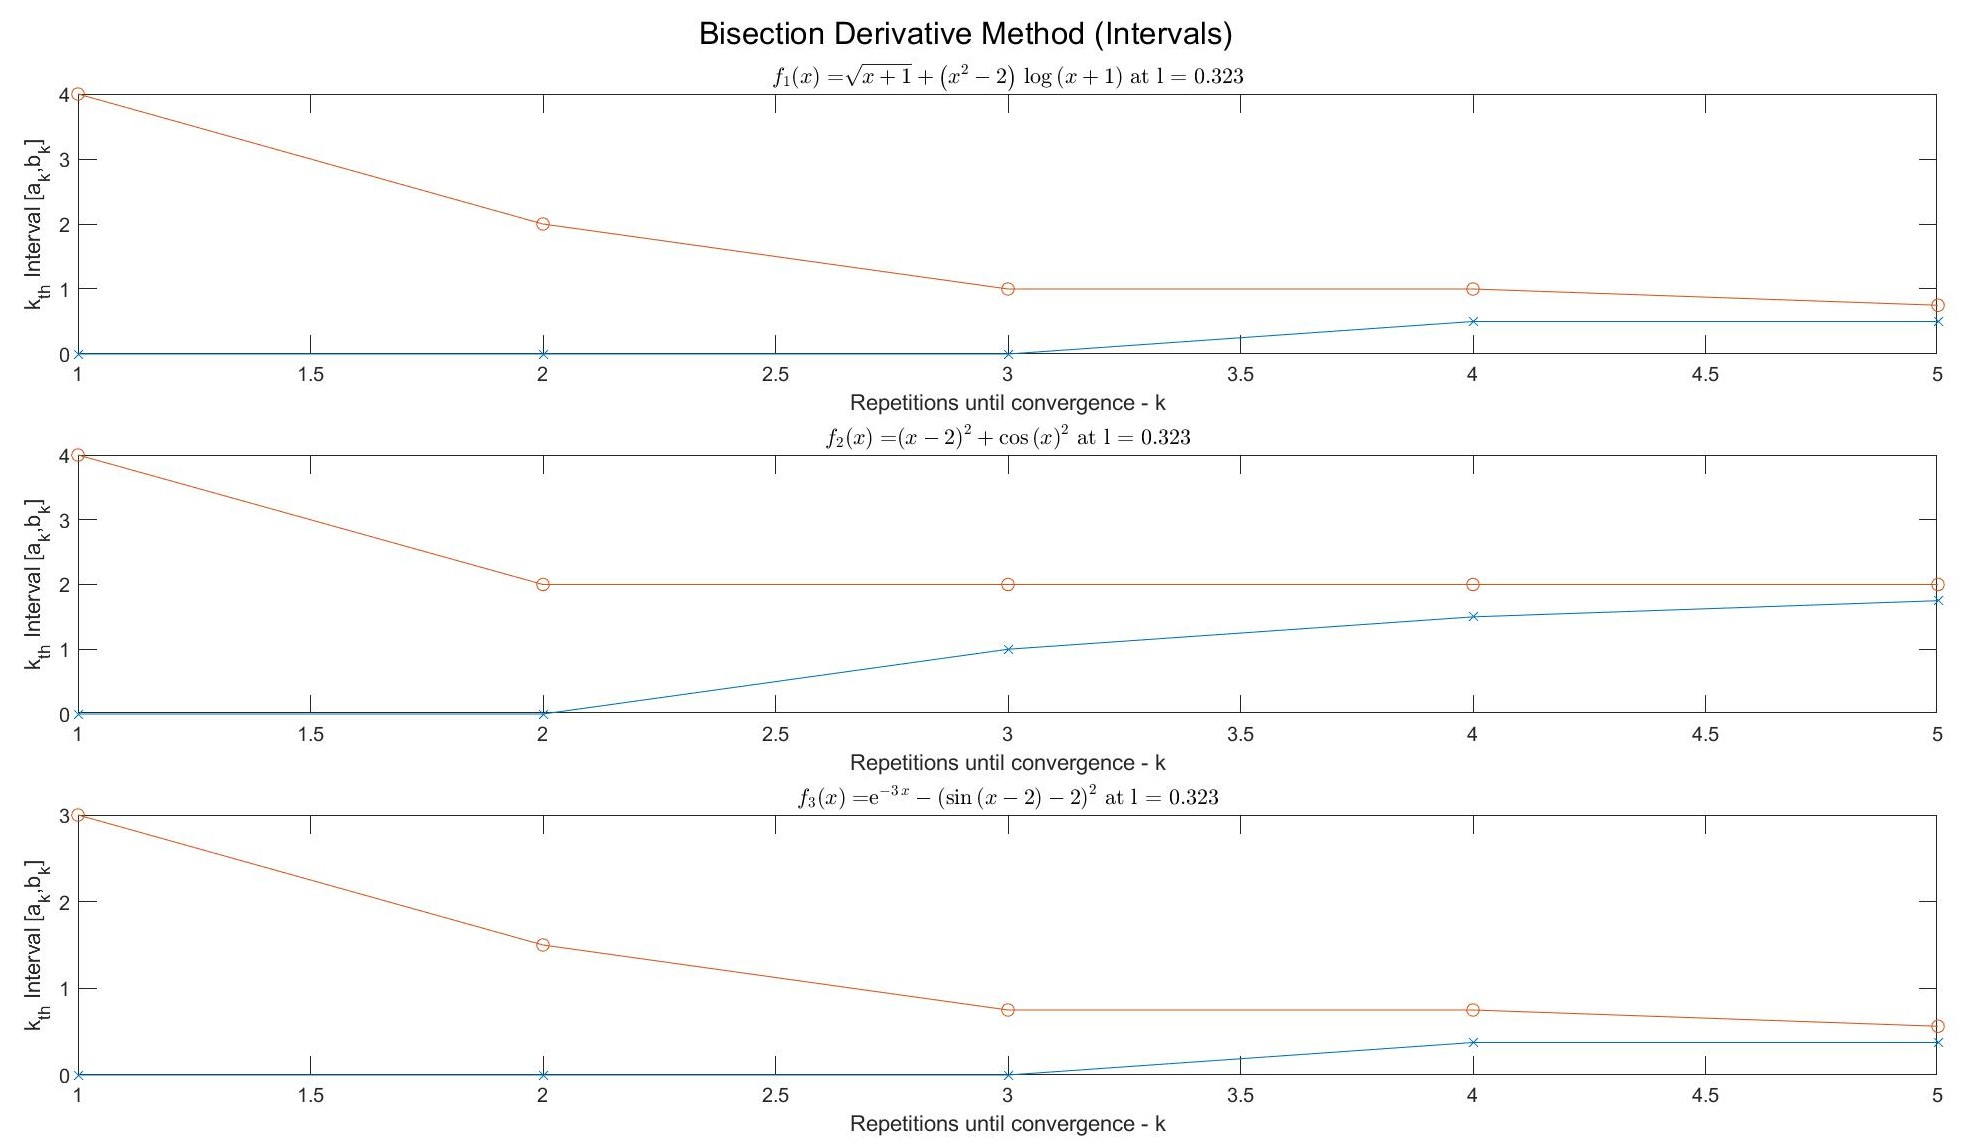 Bisection Derivative Method (Intervals)
f₁(x) =√(x + 1) + (x² − 2) log (x + 1) at l = 0.323
k_th Interval [a_k,b_k]
4
3
2
1
0
1 1.5 2 2.5 3 3.5 4 4.5 5
Repetitions until convergence - k
f₂(x) =(x − 2)² + cos (x)² at l = 0.323
k_th Interval [a_k,b_k]
4
3
2
1
0
1 1.5 2 2.5 3 3.5 4 4.5 5
Repetitions until convergence - k
f₃(x) =e^{−3 x} − (sin (x − 2) − 2)² at l = 0.323
k_th Interval [a_k,b_k]
3
2
1
0
1 1.5 2 2.5 3 3.5 4 4.5 5
Repetitions until convergence - k